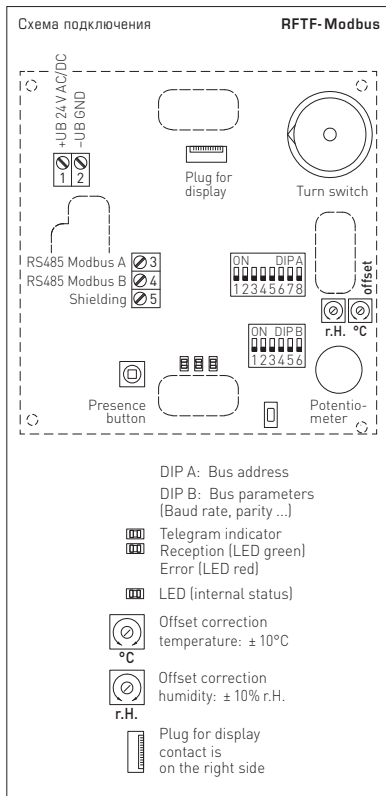 Схема подключения RFTF-Modbus
+UB 24 V AC/DC
–UB GND
1 2
Plug for
display
Turn switch
RS485 Modbus A 3
RS485 Modbus B 4
Shielding 5
ON DIP A
1 2 3 4 5 6 7 8
offset
r.H. °C
ON DIP B
1 2 3 4 5 6
Presence
button
Potentio-
meter
DIP A: Bus address
DIP B: Bus parameters
(Baud rate, parity ...)
Telegram indicator
Reception (LED green)
Error (LED red)
LED (internal status)
Offset correction
temperature: ± 10°C
°C
Offset correction
humidity: ± 10% r.H.
r.H.
Plug for display
contact is
on the right side